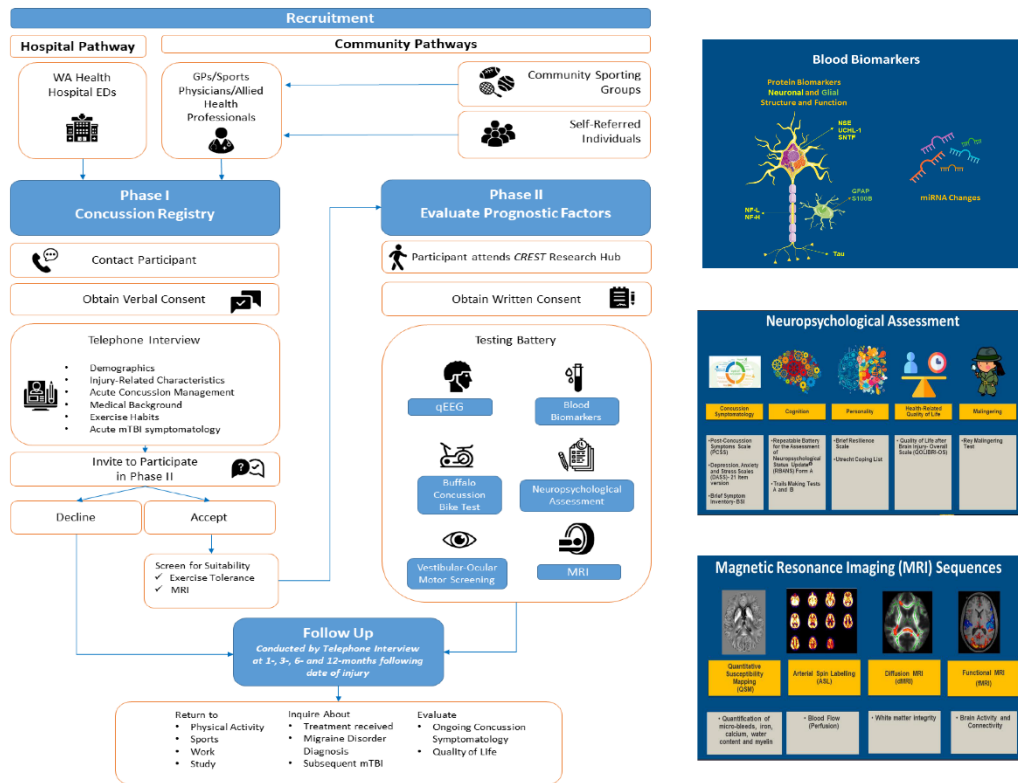 Recruitment
Hospital Pathway
Community Pathways
WA Health
Hospital EDs
GPs/Sports
Physicians/Allied
Health
Professionals
Community Sporting
Groups
Self-Referred
Individuals
Phase I
Concussion Registry
Contact Participant
Obtain Verbal Consent
Telephone Interview
• Demographics
• Injury-Related Characteristics
• Acute Concussion Management
• Medical Background
• Exercise Habits
• Acute mTBI symptomatology
Invite to Participate
in Phase II
Decline
Accept
Screen for Suitability
✓ Exercise Tolerance
✓ MRI
Phase II
Evaluate Prognostic Factors
Participant attends CREST Research Hub
Obtain Written Consent
Testing Battery
qEEG
Blood
Biomarkers
Buffalo
Concussion
Bike Test
Neuropsychological
Assessment
Vestibular-Ocular
Motor Screening
MRI
Follow Up
Conducted by Telephone Interview
at 1-, 3-, 6- and 12-months following
date of injury
Return to
• Physical Activity
• Sports
• Work
• Study
Inquire About
• Treatment received
• Migraine Disorder
Diagnosis
• Subsequent mTBI
Evaluate
• Ongoing Concussion
Symptomatology
• Quality of Life
Blood Biomarkers
Protein Biomarkers
Neuronal and Glial
Structure and Function
NSE
UCHL-1
SNTF
GFAP
S100B
NF-L
NF-H
Tau
miRNA Changes
Neuropsychological Assessment
Concussion
Symptomatology
Cognition
Personality
Health-Related
Quality of Life
Malingering
•Post-Concussion
Symptoms Scale
(PCSS)
•Depression, Anxiety
and Stress Scales
(DASS)- 21 Item
version
•Brief Symptom
Inventory- BSI
•Repeatable Battery
for the Assessment
of
Neuropsychological
Status Update®
(RBANS) Form A
•Trails Making Tests
A and B
•Brief Resilience
Scale
•Utrecht Coping List
•Quality of Life after
Brain Injury- Overall
Scale (QOLIBRI-OS)
•Rey Malingering
Test
Magnetic Resonance Imaging (MRI) Sequences
Quantitative
Susceptibility
Mapping
(QSM)
Arterial Spin Labelling
(ASL)
Diffusion MRI
(dMRI)
Functional MRI
(fMRI)
• Quantification of
micro-bleeds, iron,
calcium, water
content and myelin
• Blood Flow
(Perfusion)
• White matter integrity
• Brain Activity and
Connectivity